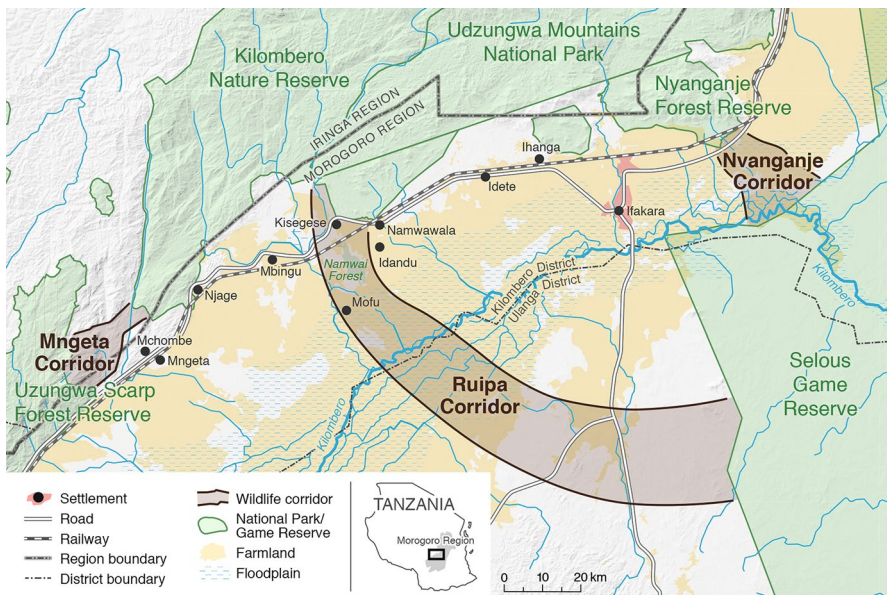 Udzungwa Mountains
National Park
Kilombero
Nature Reserve
Nyanganje
Forest Reserve
IRINGA REGION
MOROGORO REGION
Ihanga
Nvanganje
Corridor
Idete
Ifakara
Kisegese
Namwawala
Namwai
Forest
Idandu
Mbingu
Kilombero District
Ulanga District
Kilombero
Njage
Mofu
Mngeta
Corridor
Mchombe
Mngeta
Uzungwa Scarp
Forest Reserve
Ruipa
Corridor
Selous
Game
Reserve
Kilombero
Settlement
Road
Railway
Region boundary
District boundary
Wildlife corridor
National Park/
Game Reserve
Farmland
Floodplain
TANZANIA
Morogoro Region
0 10 20 km